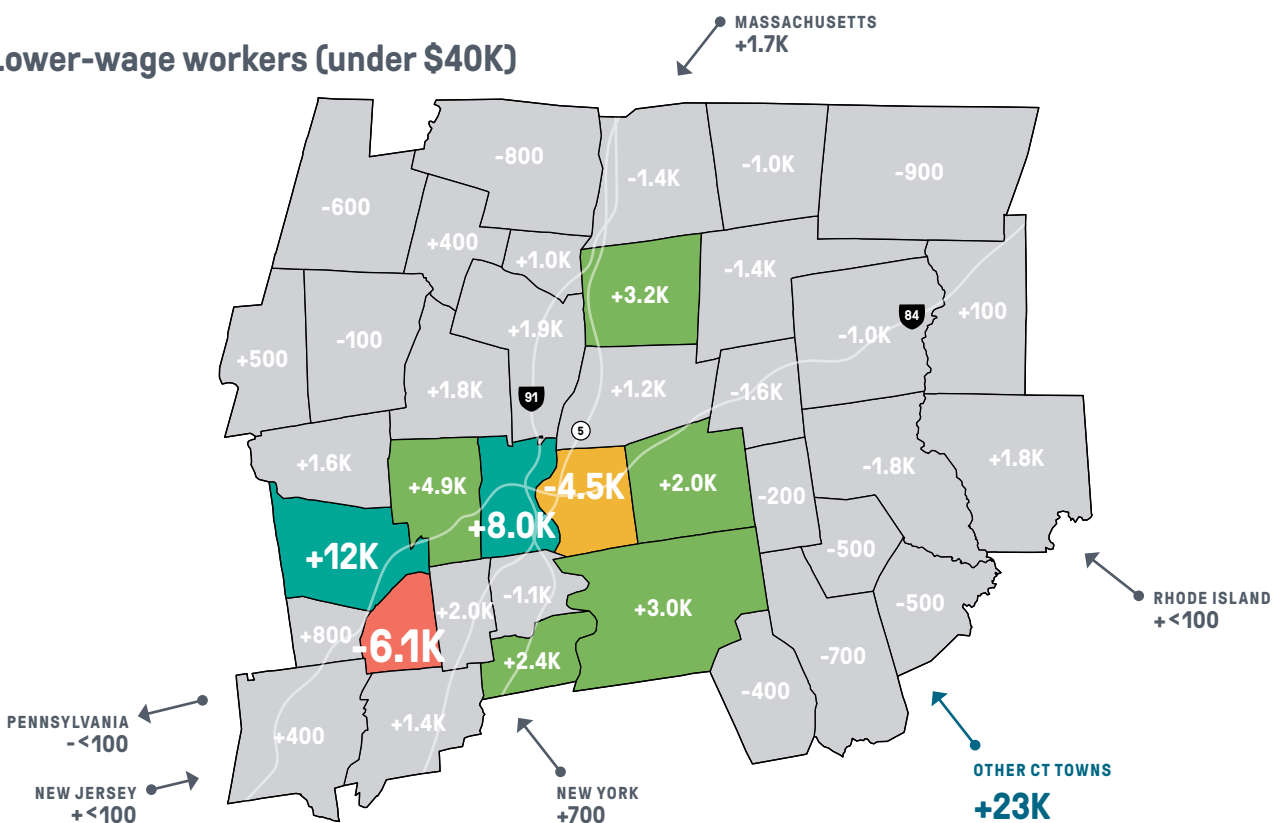 MASSACHUSETTS
+1.7K
Lower-wage workers (under $40K)
-800
-1.4K
-1.0K
-900
-600
+400
+1.0K
+3.2K
-1.4K
+100
+500
-100
+1.9K
-1.0K
84
+1.8K
91
+1.2K
-1.6K
5
+1.6K
+4.9K
+8.0K
-4.5K
+2.0K
-200
-1.8K
+1.8K
+12K
-500
+800
-6.1K
+2.0K
-1.1K
+3.0K
-500
RHODE ISLAND
+<100
+2.4K
-700
-400
+400
+1.4K
PENNSYLVANIA
-<100
NEW JERSEY
+<100
NEW YORK
+700
OTHER CT TOWNS
+23K